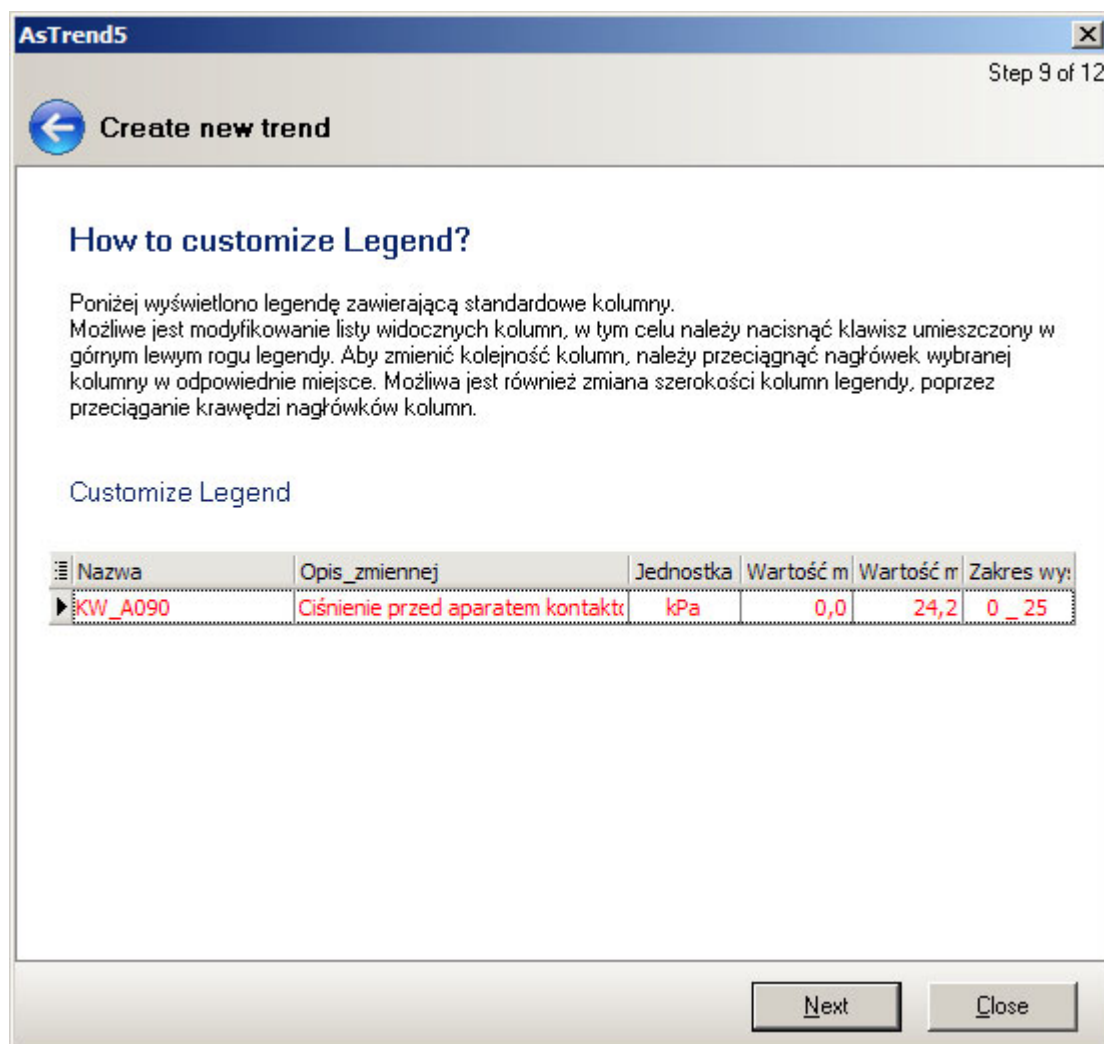 AsTrend5
Step 9 of 12
Create new trend
How to customize Legend?
Poniżej wyświetlono legendę zawierającą standardowe kolumny.
Możliwe jest modyfikowanie listy widocznych kolumn, w tym celu należy nacisnąć klawisz umieszczony w
górnym lewym rogu legendy. Aby zmienić kolejność kolumn, należy przeciągnąć nagłówek wybranej
kolumny w odpowiednie miejsce. Możliwa jest również zmiana szerokości kolumn legendy, poprzez
przeciąganie krawędzi nagłówków kolumn.
Customize Legend
Nazwa Opis_zmiennej Jednostka Wartość m Wartość m Zakres wys
KW_A090 Ciśnienie przed aparatem kontakto kPa 0,0 24,2 0 _ 25
Next Close